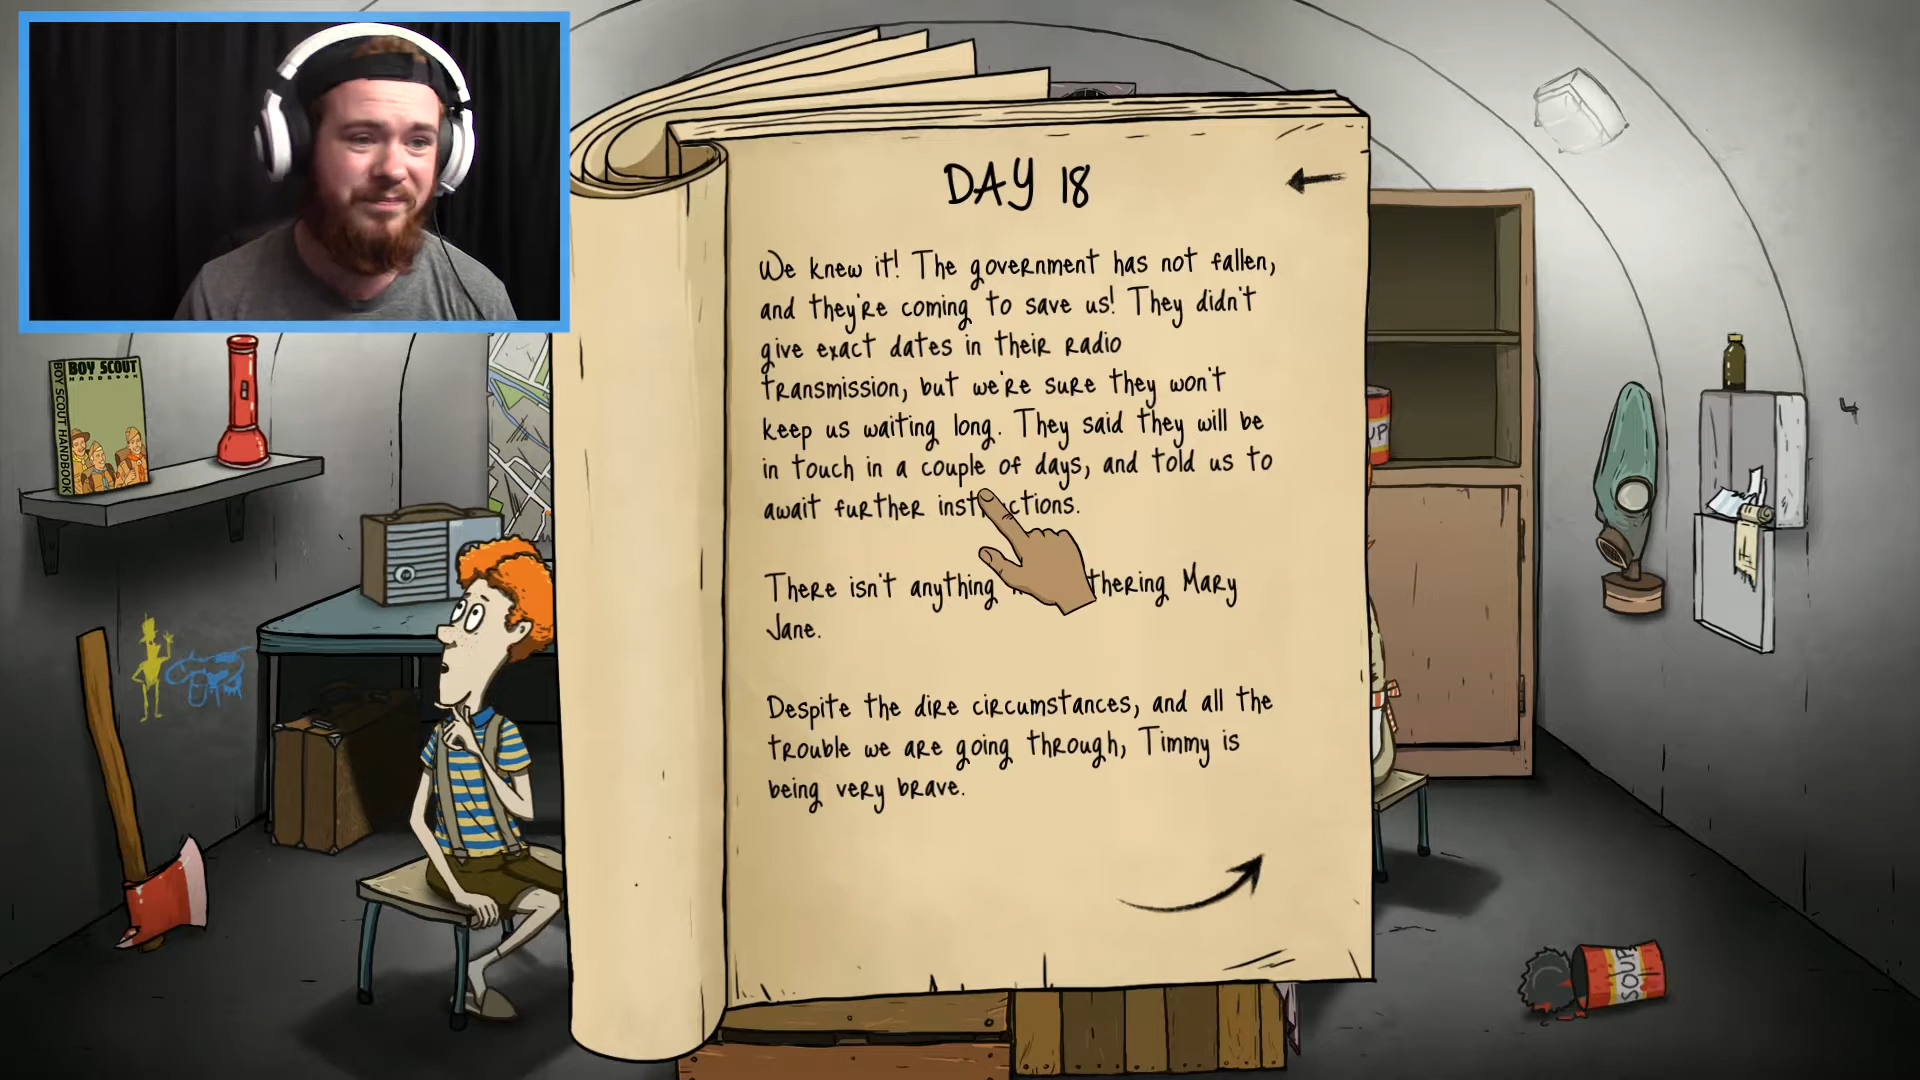 DAY 18
We knew it! The government has not fallen,
and they're coming to save us! They didn't
give exact dates in their radio
transmission, but we're sure they won't
keep us waiting long. They said they will be
in touch in a couple of days, and told us to
await further instructions.
There isn't anything thering Mary
Jane.
Despite the dire circumstances, and all the
trouble we are going through, Timmy is
being very brave.
BOY SCOUT
HANDBOOK
BOY SCOUT HANDBOOK
UP
SOUP